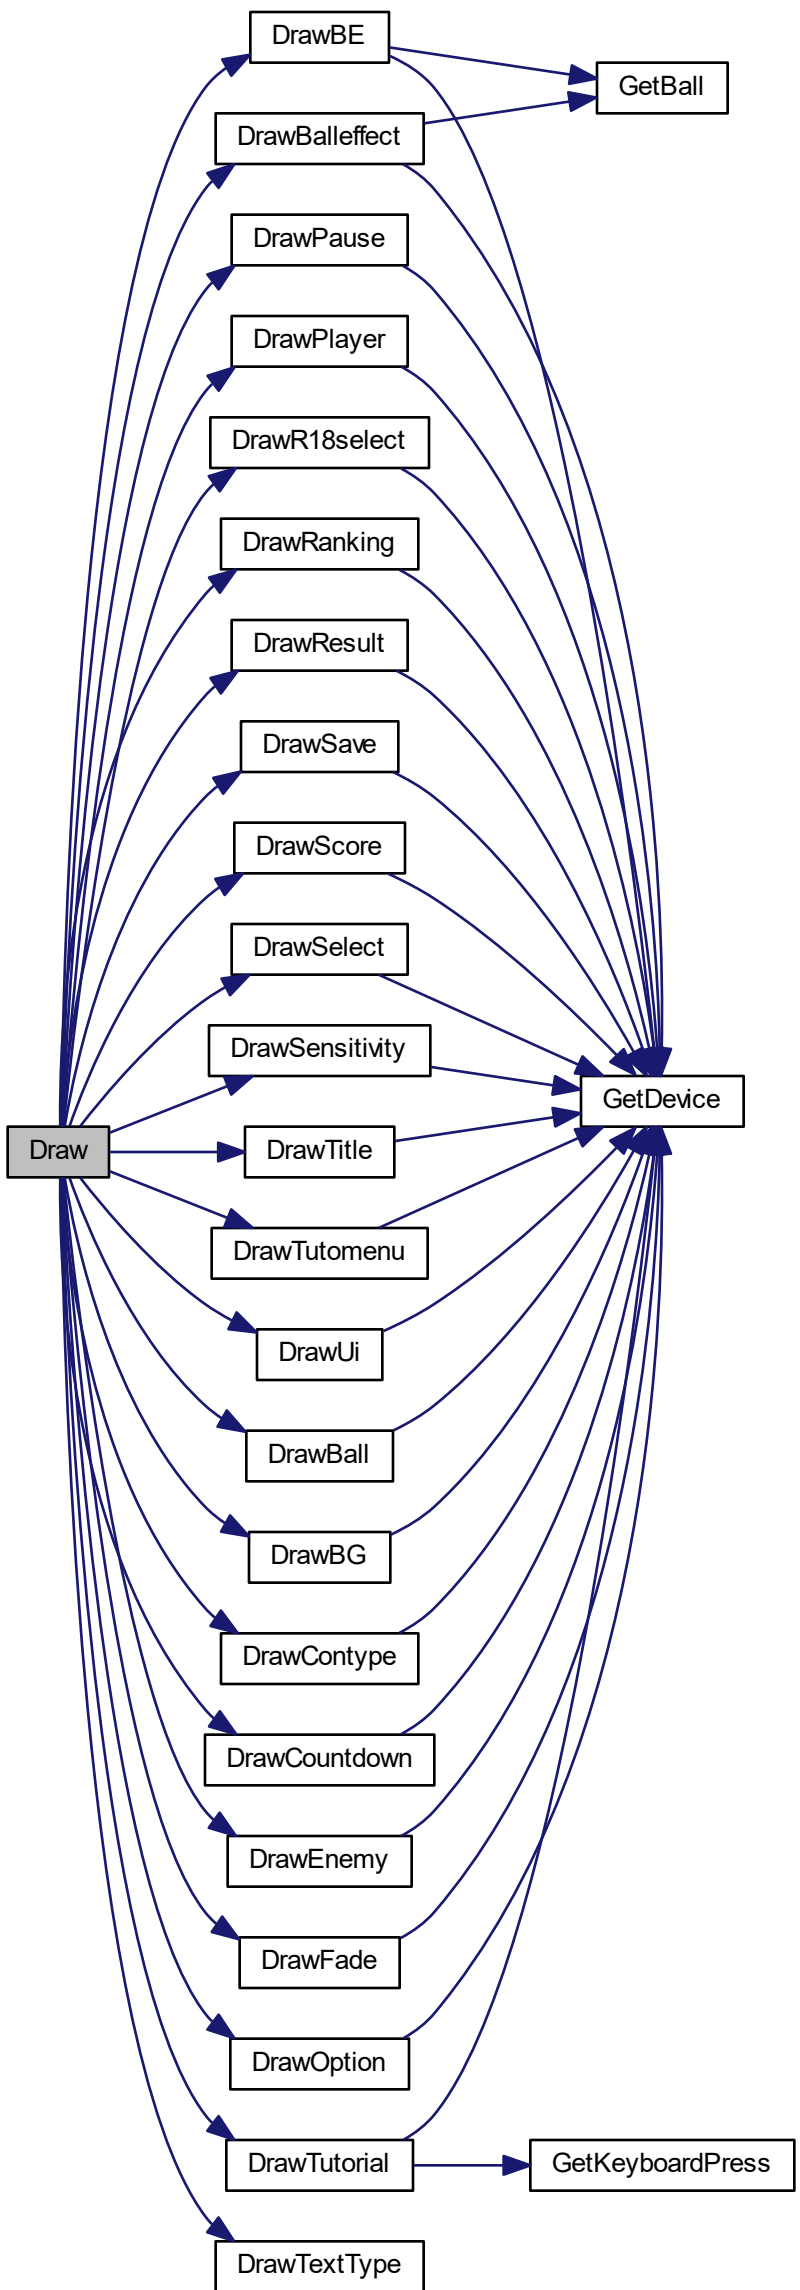 DrawBE
GetBall
DrawBalleffect
DrawPause
DrawPlayer
DrawR18select
DrawRanking
DrawResult
DrawSave
DrawScore
DrawSelect
DrawSensitivity
GetDevice
Draw
DrawTitle
DrawTutomenu
DrawUi
DrawBall
DrawBG
DrawContype
DrawCountdown
DrawEnemy
DrawFade
DrawOption
DrawTutorial
GetKeyboardPress
DrawTextType